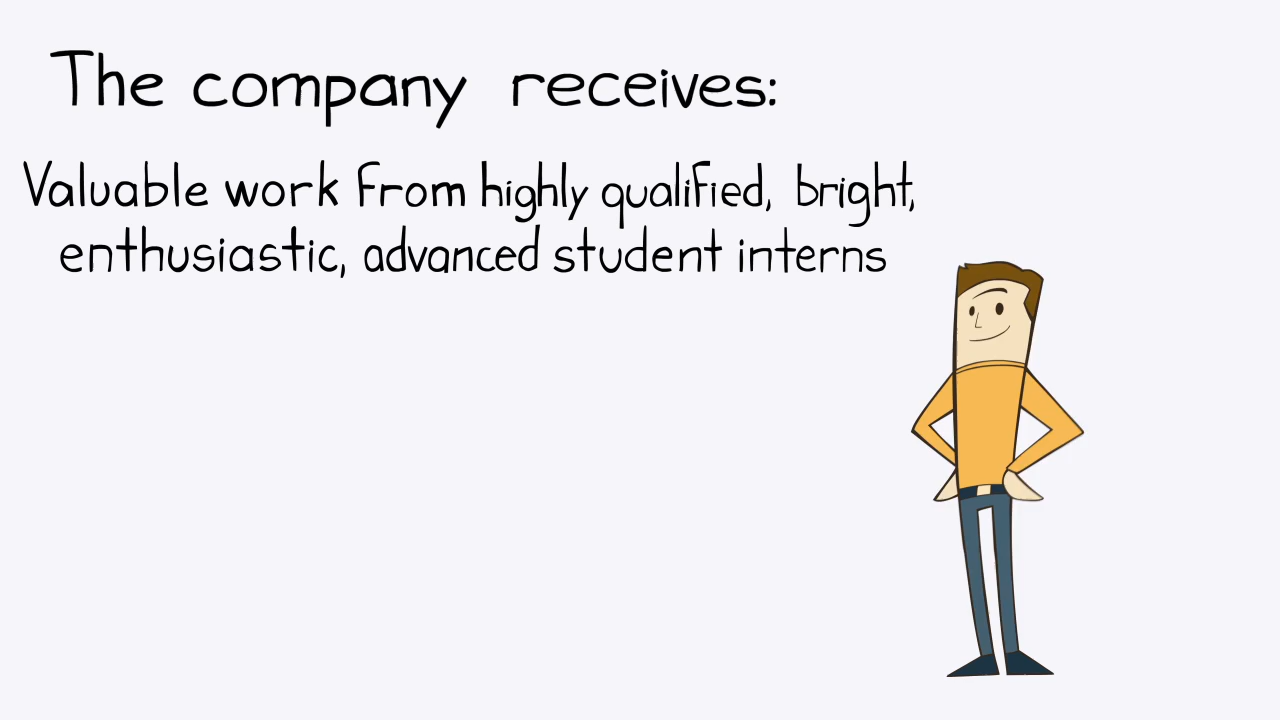 The company receives:
Valuable work from highly qualified, bright,
enthusiastic, advanced student interns